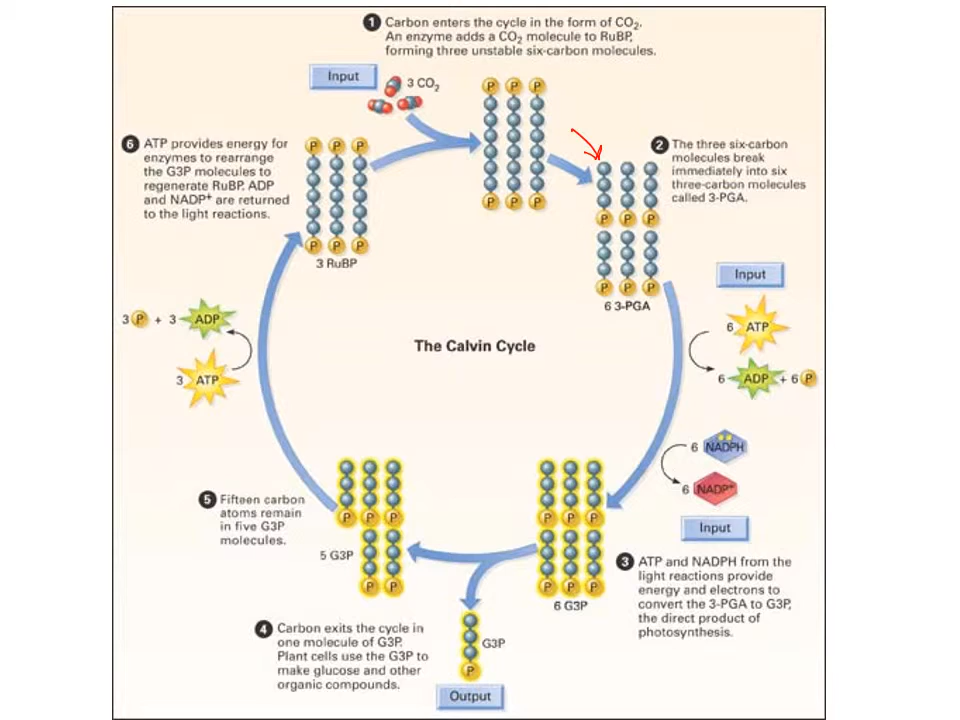 1 Carbon enters the cycle in the form of CO₂.
An enzyme adds a CO₂ molecule to RuBP,
forming three unstable six-carbon molecules.
Input
3 CO₂
P P P
P P P
6 ATP provides energy for
enzymes to rearrange
the G3P molecules to
regenerate RuBP. ADP
and NADP⁺ are returned
to the light reactions.
P P P
P P P
3 RuBP
2 The three six-carbon
molecules break
immediately into six
three-carbon molecules
called 3-PGA.
P P P
P P P
6 3-PGA
Input
6 ATP
6 ADP + 6 P
3 P + 3 ADP
3 ATP
The Calvin Cycle
6 NADPH
6 NADP⁺
Input
5 Fifteen carbon
atoms remain
in five G3P
molecules.
P P P
5 G3P
P P
P P P
P P P
6 G3P
3 ATP and NADPH from the
light reactions provide
energy and electrons to
convert the 3-PGA to G3P,
the direct product of
photosynthesis.
4 Carbon exits the cycle in
one molecule of G3P.
Plant cells use the G3P to
make glucose and other
organic compounds.
G3P
P
Output